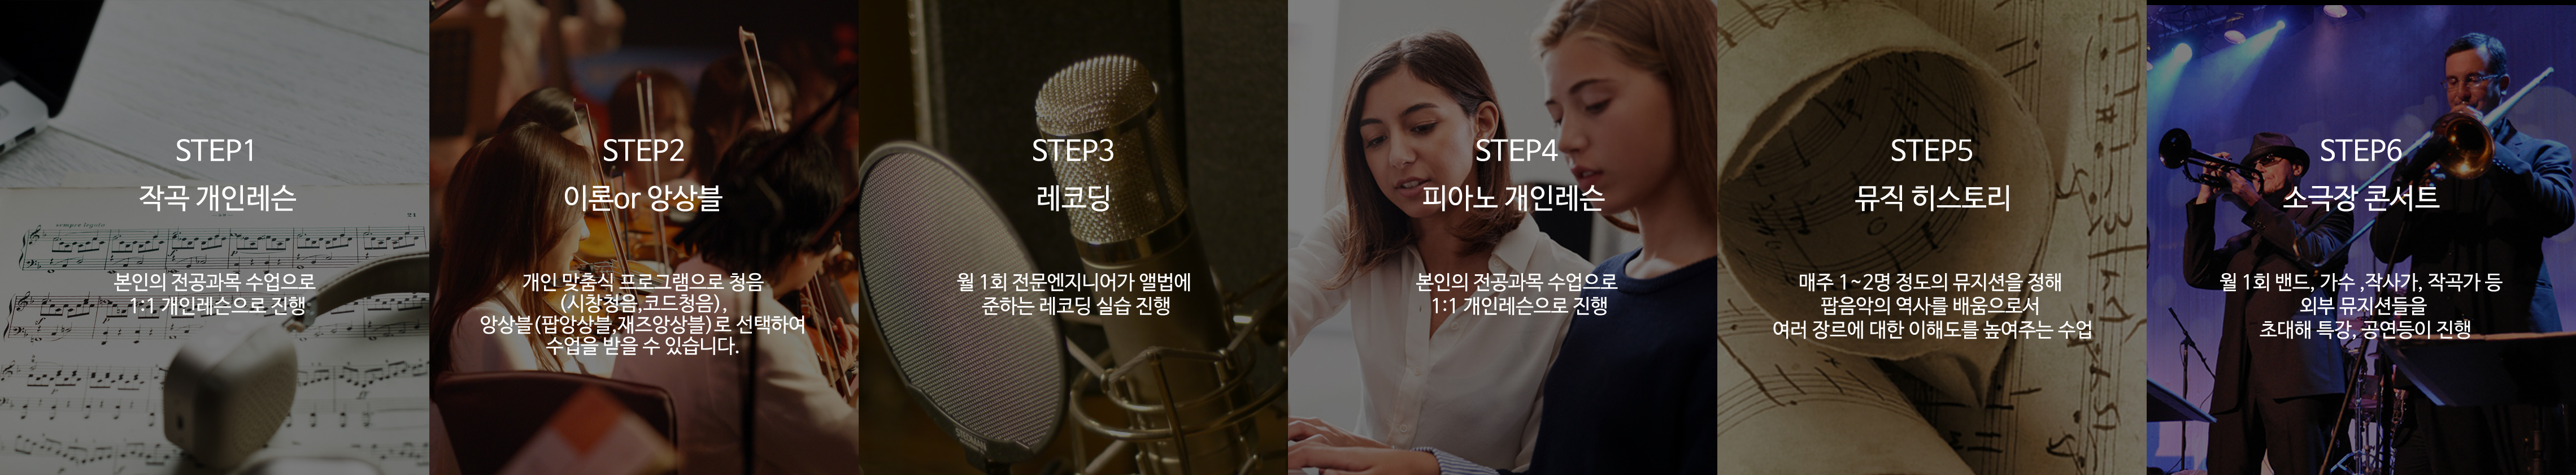 STEP1
작곡 개인레슨
본인의 전공과목 수업으로
1:1 개인레슨으로 진행
STEP2
이론or 앙상블
개인 맞춤식 프로그램으로 청음
(시창청음,코드청음),
앙상블(팝앙상블,재즈앙상블)로 선택하여
수업을 받을 수 있습니다.
STEP3
레코딩
월 1회 전문엔지니어가 앨범에
준하는 레코딩 실습 진행
STEP4
피아노 개인레슨
본인의 전공과목 수업으로
1:1 개인레슨으로 진행
STEP5
뮤직 히스토리
매주 1~2명 정도의 뮤지션을 정해
팝음악의 역사를 배움으로서
여러 장르에 대한 이해도를 높여주는 수업
STEP6
소극장 콘서트
월 1회 밴드, 가수 ,작사가, 작곡가 등
외부 뮤지션들을
초대해 특강, 공연등이 진행